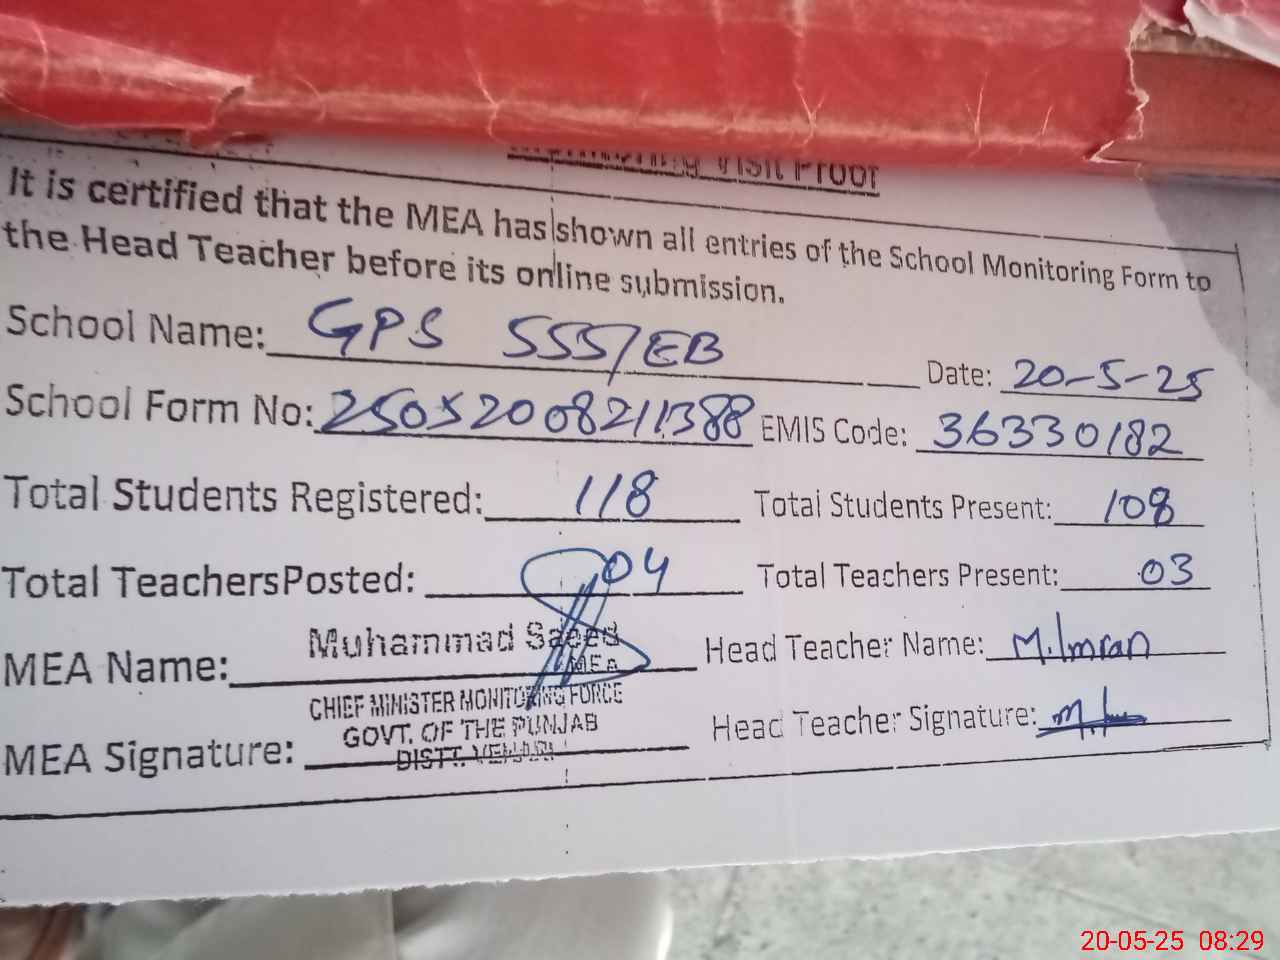 Monitoring Visit Proof
It is certified that the MEA has shown all entries of the School Monitoring Form to
the Head Teacher before its online submission.
School Name: GPS 555/EB Date: 20-5-25
School Form No: 25052008211388 EMIS Code: 36330182
Total Students Registered: 118 Total Students Present: 108
Total TeachersPosted: 04 Total Teachers Present: 03
MEA Name: Muhammad Saeed Head Teacher Name: M.Imran
MEA
CHIEF MINISTER MONITORING FORCE
GOVT. OF THE PUNJAB
MEA Signature: DISTT. VEHARI Head Teacher Signature:
20-05-25 08:29